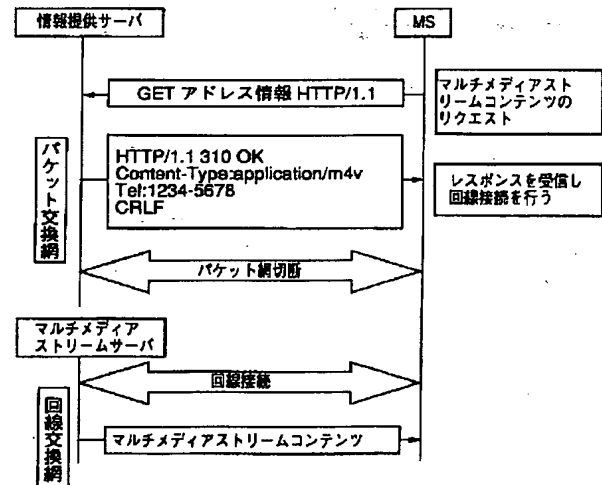 情報提供サーバ
MS
GET アドレス情報 HTTP/1.1
マルチメディアスト
リームコンテンツの
リクエスト
パケット交換網
HTTP/1.1 310 OK
Content-Type:application/m4v
Tel:1234-5678
CRLF
レスポンスを受信し
回線接続を行う
パケット網切断
マルチメディア
ストリームサーバ
回線接続
回線交換網
マルチメディアストリームコンテンツ